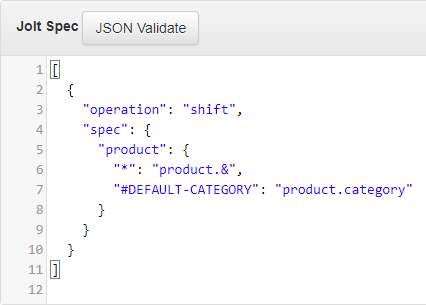 Jolt Spec JSON Validate
1 [
2 {
3 "operation": "shift",
4 "spec": {
5 "product": {
6 "*": "product.&",
7 "#DEFAULT-CATEGORY": "product.category"
8 }
9 }
10 }
11 ]
12